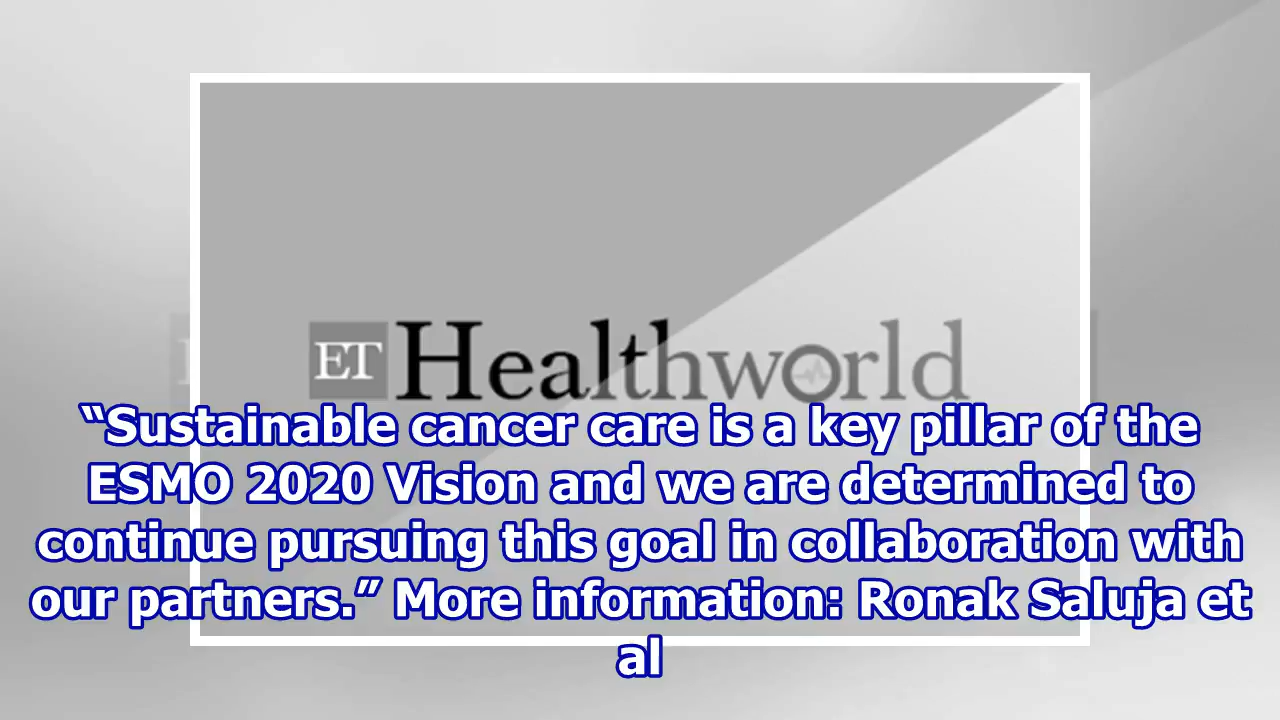 ET Healthworld
“Sustainable cancer care is a key pillar of the
ESMO 2020 Vision and we are determined to
continue pursuing this goal in collaboration with
our partners.” More information: Ronak Saluja et
al